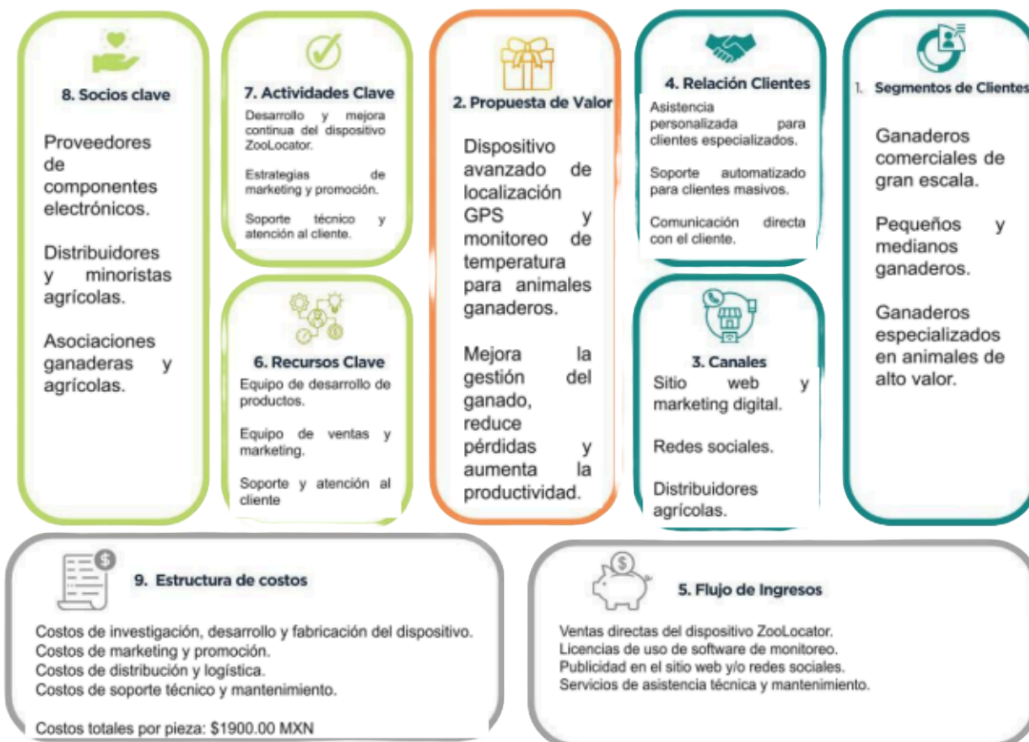 8. Socios clave
Proveedores
de
componentes
electrónicos.
Distribuidores
y minoristas
agrícolas.
Asociaciones
ganaderas y
agrícolas.
7. Actividades Clave
Desarrollo y mejora
continua del dispositivo
ZooLocator.
Estrategias de
marketing y promoción.
Soporte técnico y
atención al cliente.
6. Recursos Clave
Equipo de desarrollo de
productos.
Equipo de ventas y
marketing.
Soporte y atención al
cliente
2. Propuesta de Valor
Dispositivo
avanzado de
localización
GPS y
monitoreo de
temperatura
para animales
ganaderos.
Mejora la
gestión del
ganado,
reduce
pérdidas y
aumenta la
productividad.
4. Relación Clientes
Asistencia
personalizada para
clientes especializados.
Soporte automatizado
para clientes masivos.
Comunicación directa
con el cliente.
3. Canales
Sitio web y
marketing digital.
Redes sociales.
Distribuidores
agrícolas.
1. Segmentos de Clientes
Ganaderos
comerciales de
gran escala.
Pequeños y
medianos
ganaderos.
Ganaderos
especializados
en animales de
alto valor.
9. Estructura de costos
Costos de investigación, desarrollo y fabricación del dispositivo.
Costos de marketing y promoción.
Costos de distribución y logística.
Costos de soporte técnico y mantenimiento.
Costos totales por pieza: $1900.00 MXN
5. Flujo de Ingresos
Ventas directas del dispositivo ZooLocator.
Licencias de uso de software de monitoreo.
Publicidad en el sitio web y/o redes sociales.
Servicios de asistencia técnica y mantenimiento.